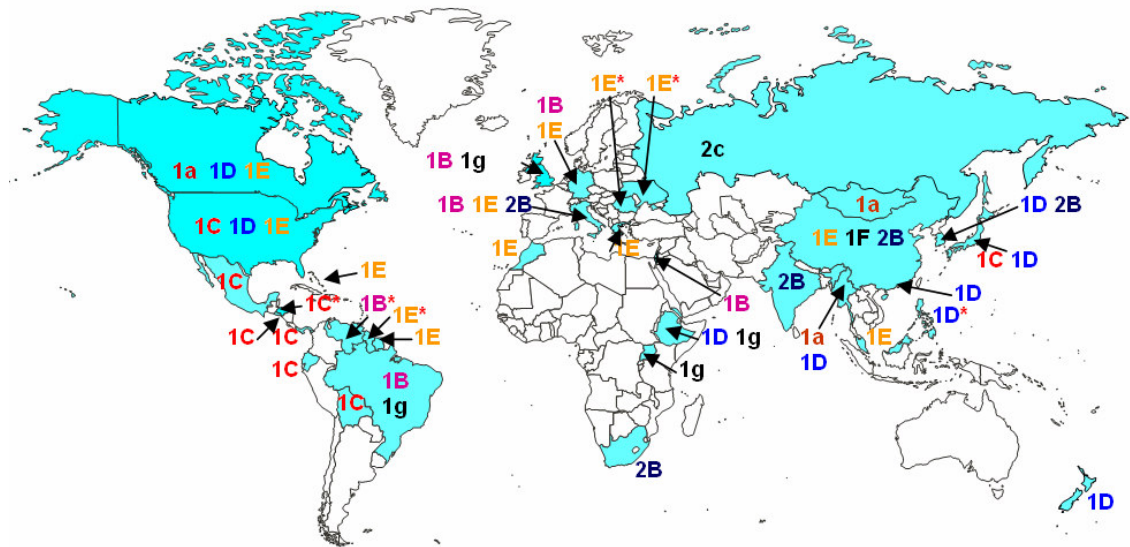 1E* 1E*
1B
1E
1B 1g
2c
1a 1D 1E
1B 1E 2B
1a
1D 2B
1C 1D 1E
1E 1F 2B
1E
1E
1C 1D
1C
1E
2B
1C*
1B*
1B
1D
1E*
1D*
1C
1C
1E
1D 1g
1a
1E
1D
1C
1B
1g
1C
1g
2B
1D